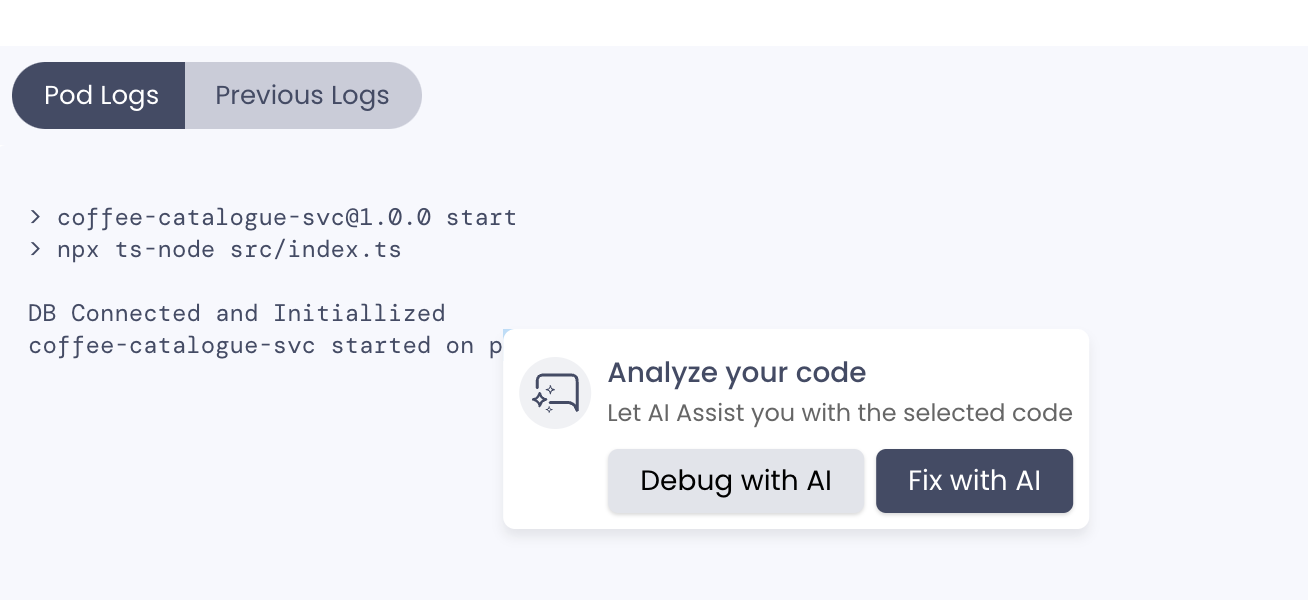 Pod Logs Previous Logs
> coffee-catalogue-svc@1.0.0 start
> npx ts-node src/index.ts
DB Connected and Initiallized
coffee-catalogue-svc started on p
Analyze your code
Let AI Assist you with the selected code
Debug with AI Fix with AI